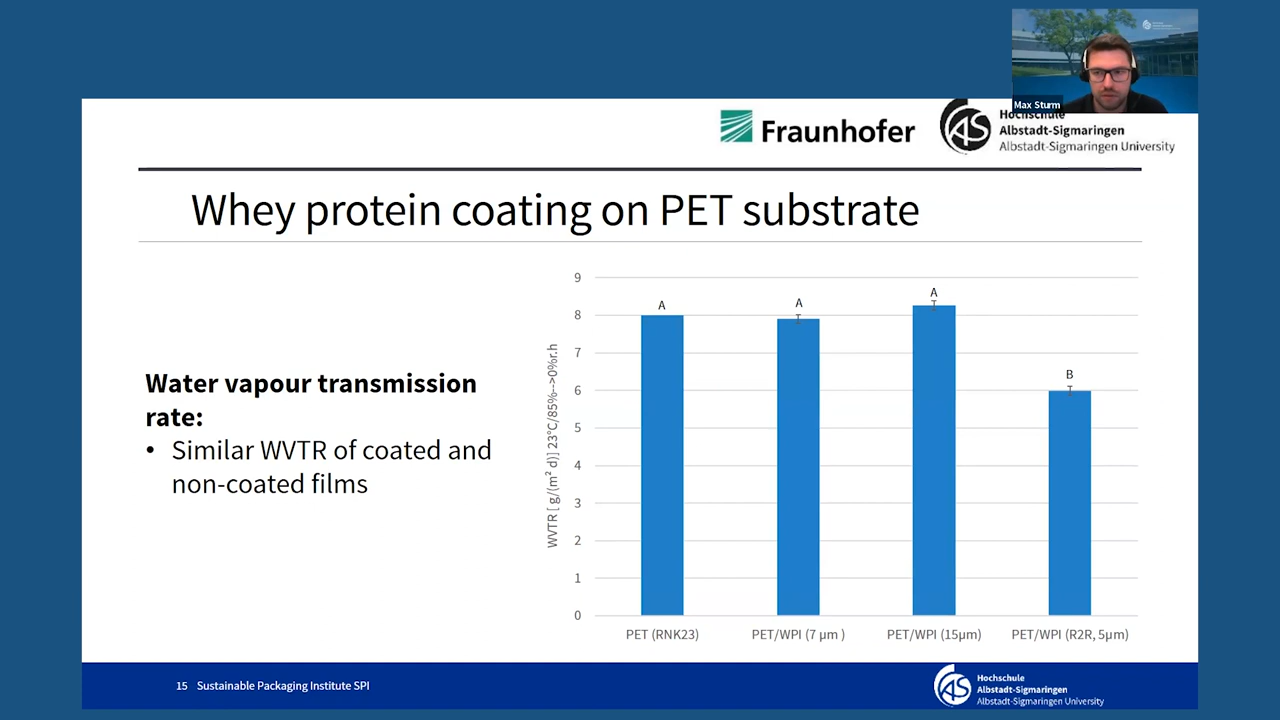 Max Sturm
Fraunhofer
Hochschule
Albstadt-Sigmaringen
Albstadt-Sigmaringen University
Whey protein coating on PET substrate
Water vapour transmission
rate:
• Similar WVTR of coated and
non-coated films
WVTR [ g/(m² d)] 23°C/85%-->0%r.h
9
8
7
6
5
4
3
2
1
0
A
A
A
B
PET (RNK23)
PET/WPI (7 µm )
PET/WPI (15µm)
PET/WPI (R2R, 5µm)
15 Sustainable Packaging Institute SPI
Hochschule
Albstadt-Sigmaringen
Albstadt-Sigmaringen University